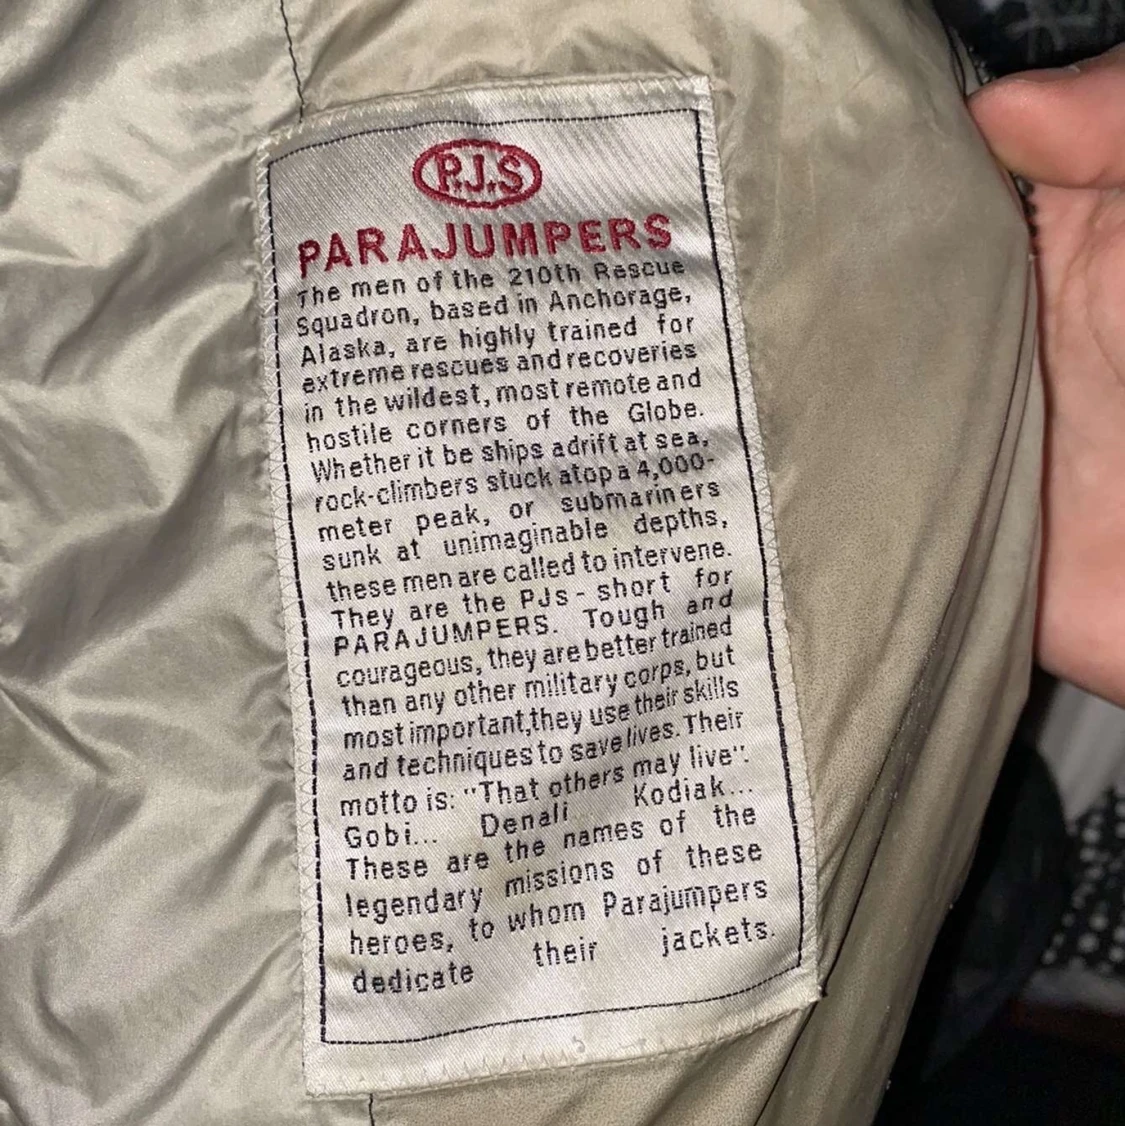 P.J.S
PARAJUMPERS
The men of the 210th Rescue
Squadron, based in Anchorage,
Alaska, are highly trained for
extreme rescues and recoveries
in the wildest, most remote and
hostile corners of the Globe.
Whether it be ships adrift at sea,
rock-climbers stuck atop a 4,000-
meter peak, or submariners
sunk at unimaginable depths,
these men are called to intervene.
They are the PJs - short for
PARAJUMPERS. Tough and
courageous, they are better trained
than any other military corps, but
most important,they use their skills
and techniques to save lives. Their
motto is: "That others may live".
Gobi... Denali... Kodiak...
These are the names of the
legendary missions of these
heroes, to whom Parajumpers
dedicate their jackets.